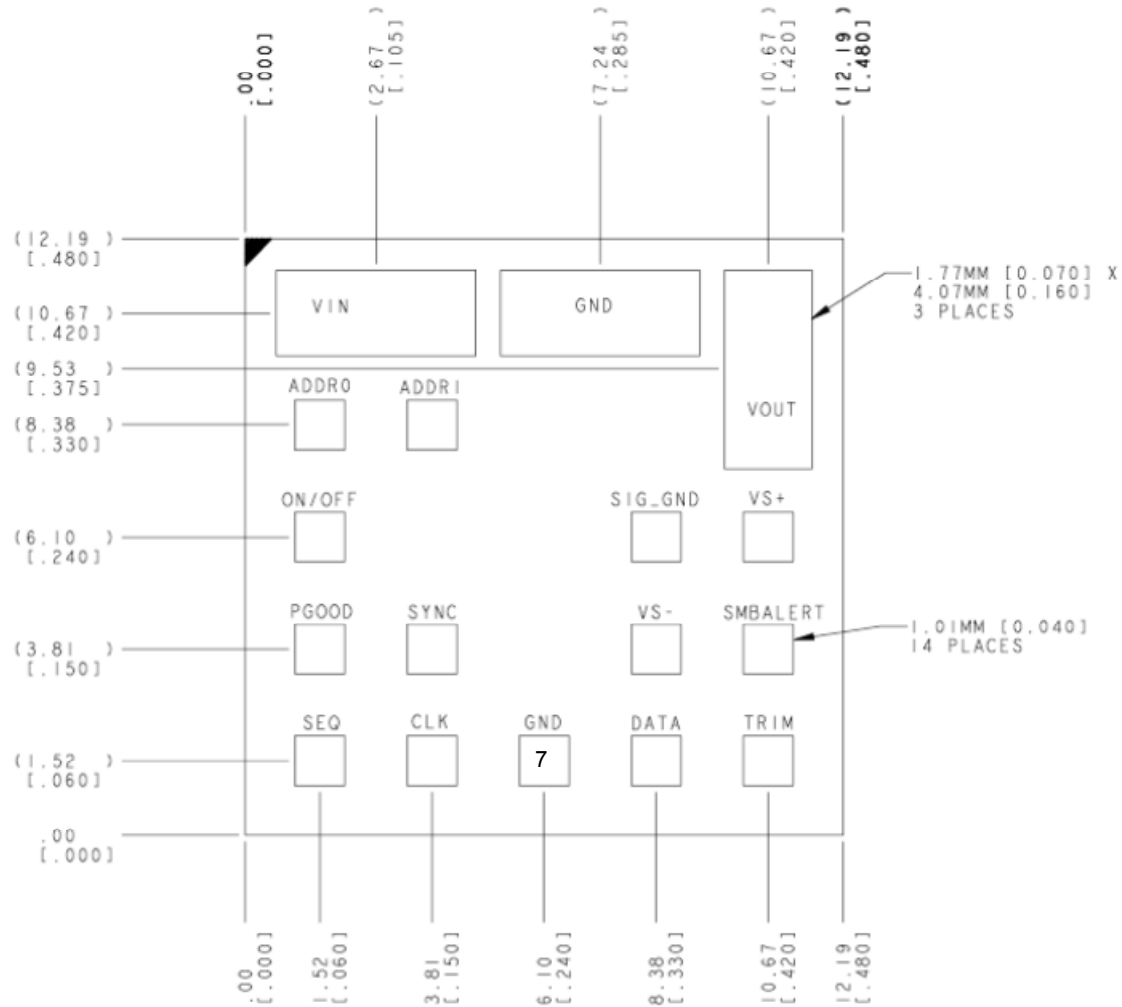 .00
[.000]
(2.67 )
[.105]
(7.24 )
[.285]
(10.67 )
[.420]
(12.19 )
[.480]
(12.19 )
[.480]
(10.67 )
[.420]
(9.53 )
[.375]
(8.38 )
[.330]
(6.10 )
[.240]
(3.81 )
[.150]
(1.52 )
[.060]
.00
[.000]
VIN
GND
VOUT
1.77MM [0.070] X
4.07MM [0.160]
3 PLACES
ADDR0
ADDR1
ON/OFF
SIG_GND
VS+
PGOOD
SYNC
VS-
SMBALERT
1.01MM [0.040]
14 PLACES
SEQ
CLK
GND
7
DATA
TRIM
.00
[.000]
1.52
[.060]
3.81
[.150]
6.10
[.240]
8.38
[.330]
10.67
[.420]
12.19
[.480]